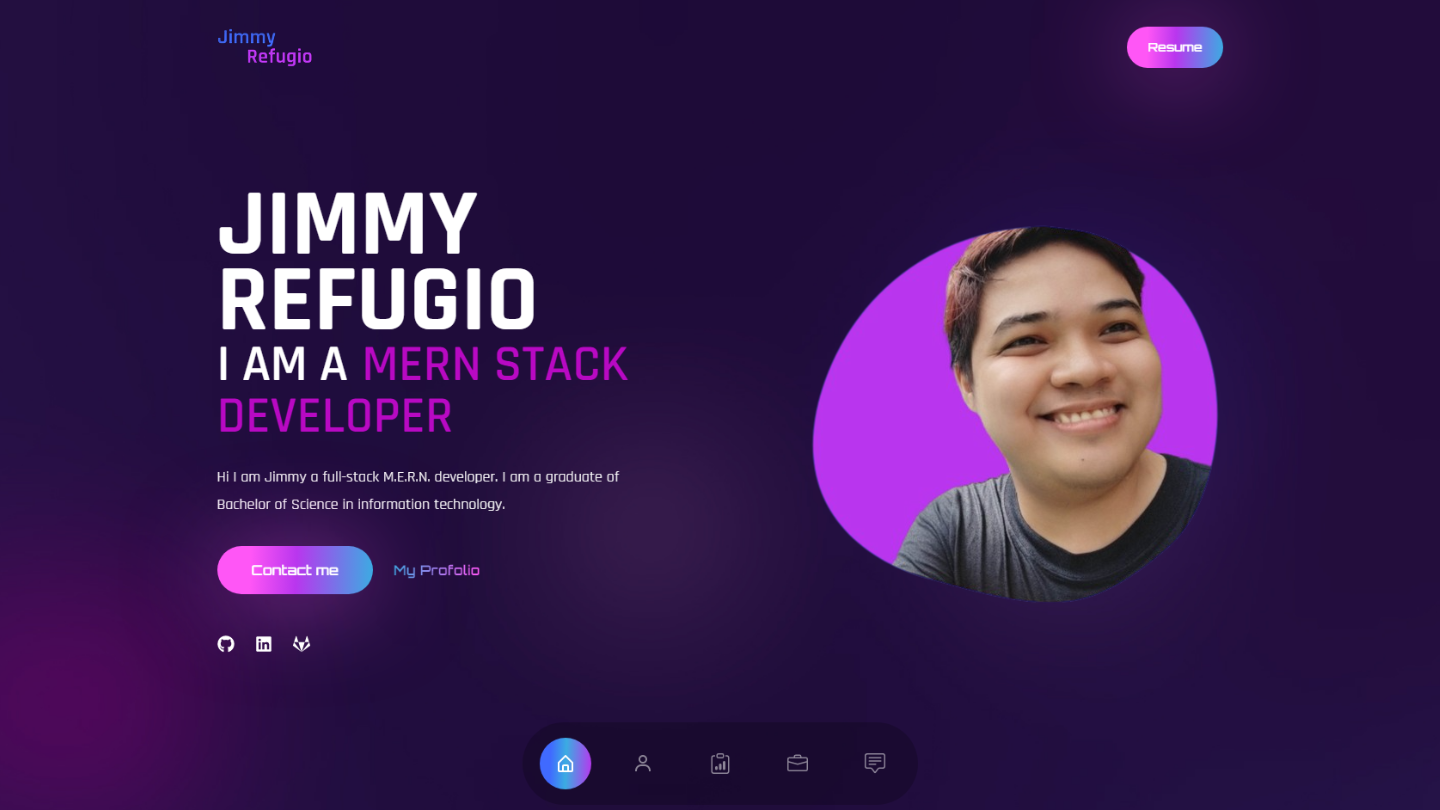 Jimmy
Refugio
Resume
JIMMY
REFUGIO
I AM A MERN STACK
DEVELOPER
Hi I am Jimmy a full-stack M.E.R.N. developer. I am a graduate of
Bachelor of Science in information technology.
Contact me
My Profolio
in